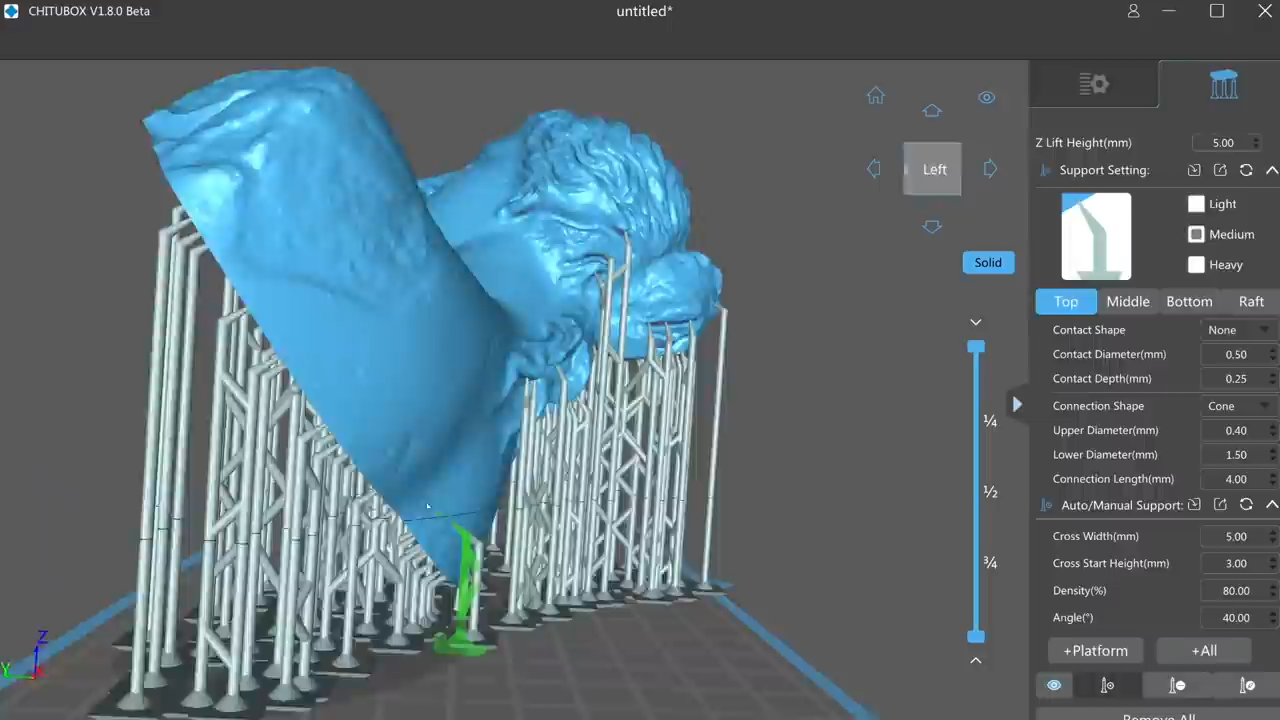 CHITUBOX V1.8.0 Beta
untitled*
Left
Solid
¼
½
¾
Z
Y
Z Lift Height(mm) 5.00
Support Setting:
Light
Medium
Heavy
Top Middle Bottom Raft
Contact Shape None
Contact Diameter(mm) 0.50
Contact Depth(mm) 0.25
Connection Shape Cone
Upper Diameter(mm) 0.40
Lower Diameter(mm) 1.50
Connection Length(mm) 4.00
Auto/Manual Support:
Cross Width(mm) 5.00
Cross Start Height(mm) 3.00
Density(%) 80.00
Angle(°) 40.00
+Platform +All
Remove All